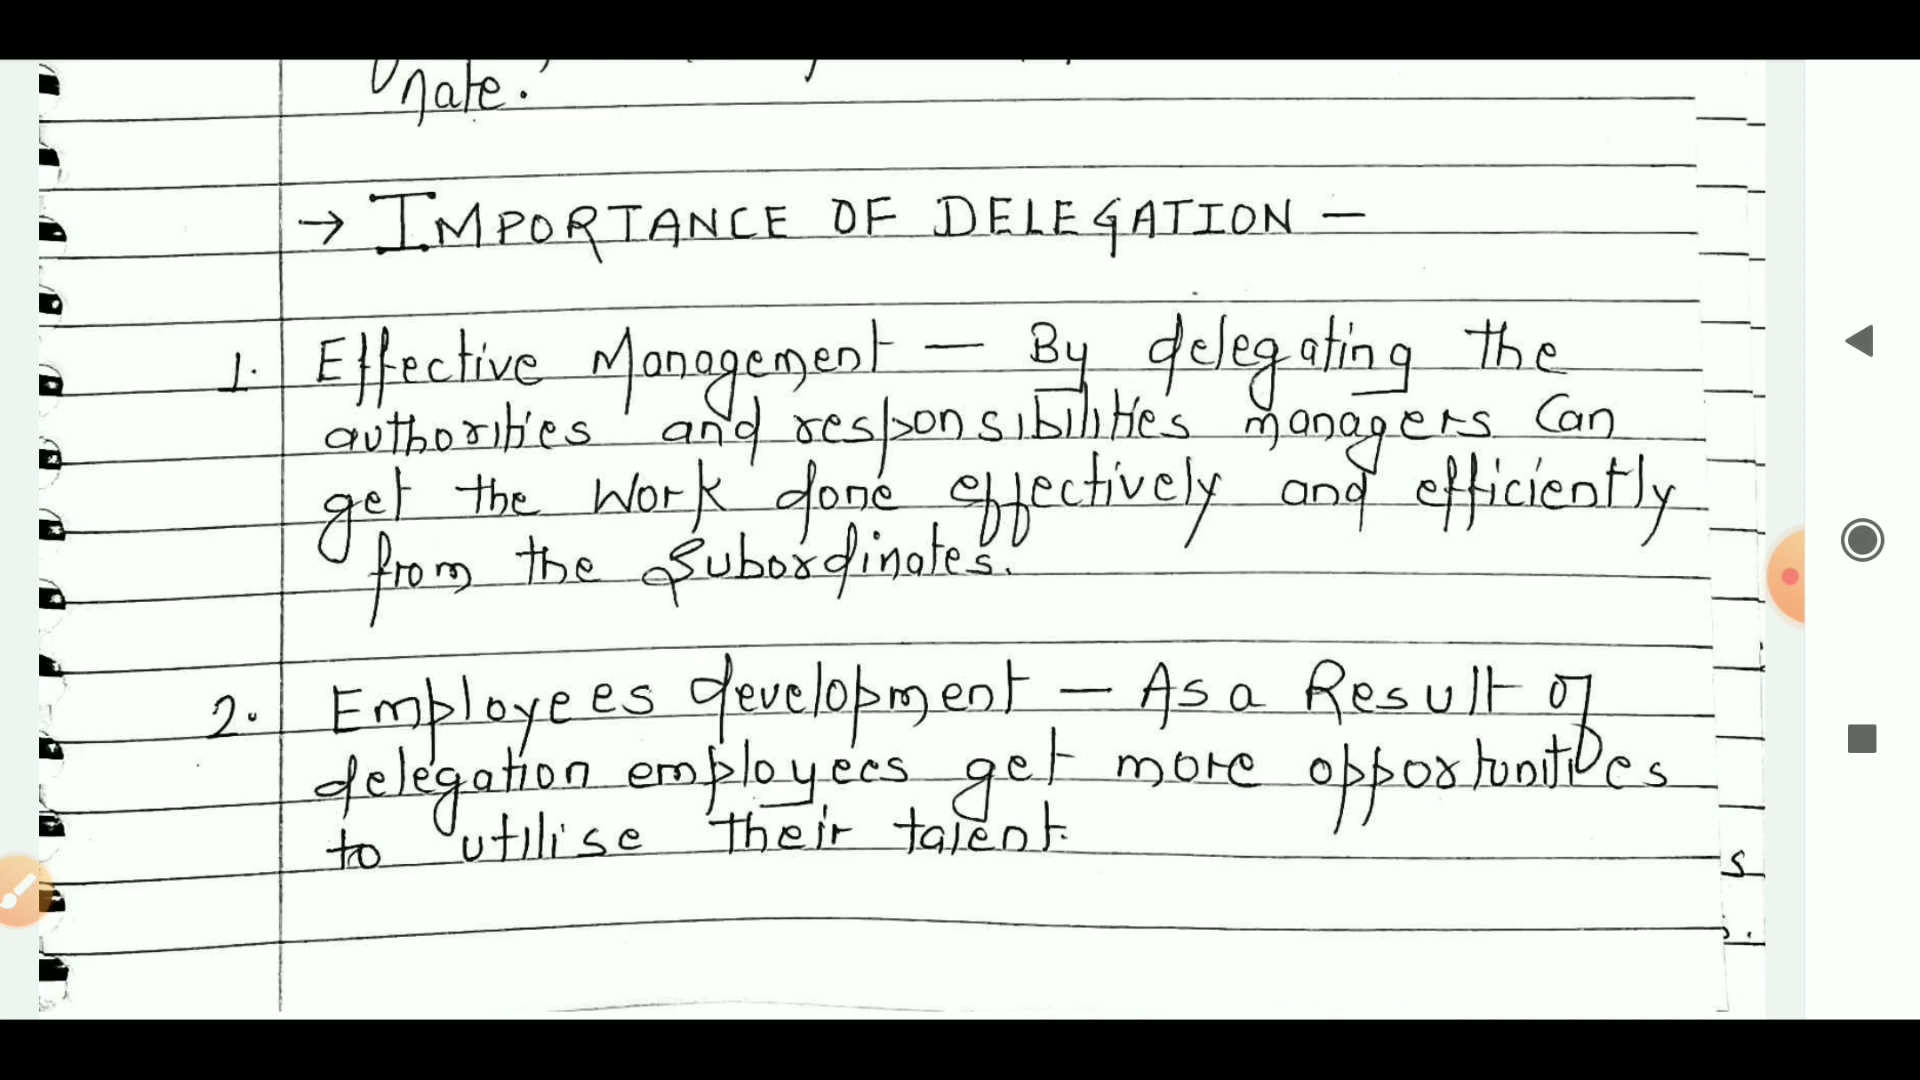 nate.
→ IMPORTANCE OF DELEGATION —
1. Effective Management — By delegating the
authorities and responsibilities managers can
get the work done effectively and efficiently
from the subordinates.
2. Employees development — As a Result of
delegation employees get more opportunities
to utilise their talent.
s